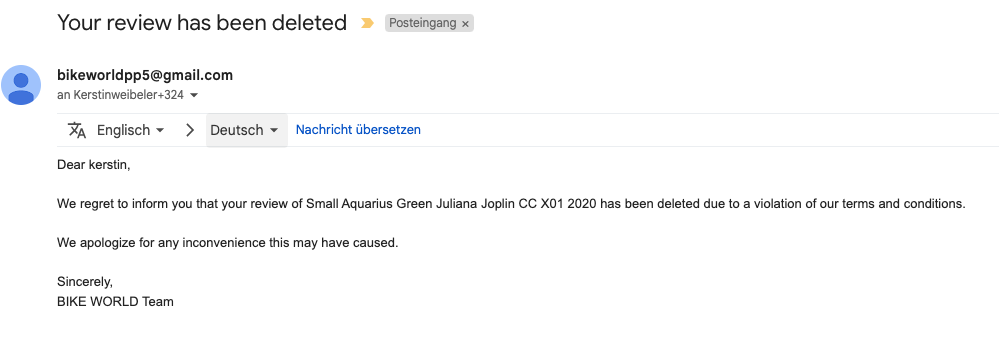 Your review has been deleted Posteingang ×
bikeworldpp5@gmail.com
an Kerstinweibeler+324
Englisch Deutsch Nachricht übersetzen
Dear kerstin,
We regret to inform you that your review of Small Aquarius Green Juliana Joplin CC X01 2020 has been deleted due to a violation of our terms and conditions.
We apologize for any inconvenience this may have caused.
Sincerely,
BIKE WORLD Team